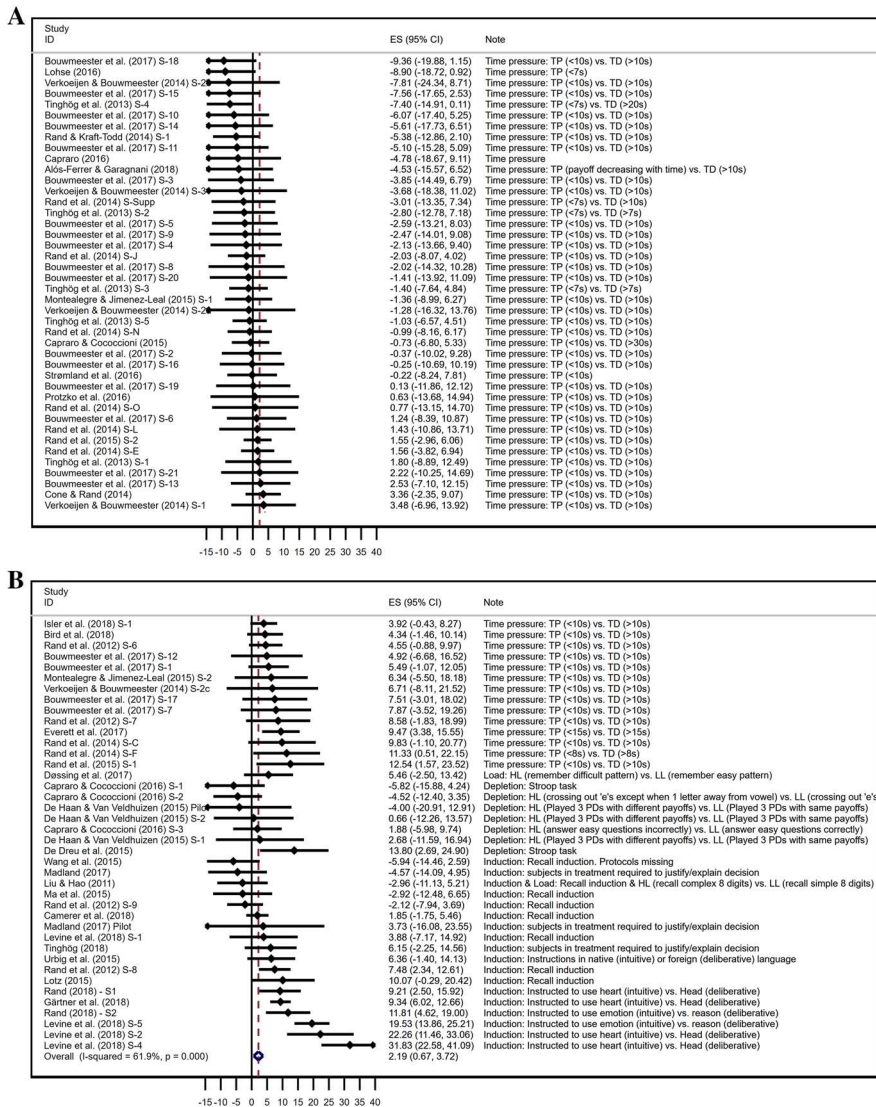 A
Study
ID ES (95% CI) Note
Bouwmeester et al. (2017) S-18 -9.36 (-19.88, 1.15) Time pressure: TP (<10s) vs. TD (>10s)
Lohse (2016) -8.90 (-18.72, 0.92) Time pressure: TP (<7s)
Verkoeijen & Bouwmeester (2014) S-2 -7.81 (-24.34, 8.71) Time pressure: TP (<10s) vs. TD (>10s)
Bouwmeester et al. (2017) S-15 -7.56 (-17.65, 2.53) Time pressure: TP (<10s) vs. TD (>10s)
Tinghög et al. (2013) S-4 -7.40 (-14.91, 0.11) Time pressure: TP (<7s) vs. TD (>20s)
Bouwmeester et al. (2017) S-10 -6.07 (-17.40, 5.25) Time pressure: TP (<10s) vs. TD (>10s)
Bouwmeester et al. (2017) S-14 -5.61 (-17.73, 6.51) Time pressure: TP (<10s) vs. TD (>10s)
Rand & Kraft-Todd (2014) S-1 -5.38 (-12.86, 2.10) Time pressure: TP (<10s) vs. TD (>10s)
Bouwmeester et al. (2017) S-11 -5.10 (-15.28, 5.09) Time pressure: TP (<10s) vs. TD (>10s)
Capraro (2016) -4.78 (-18.67, 9.11) Time pressure
Alós-Ferrer & Garagnani (2018) -4.53 (-15.57, 6.52) Time pressure: TP (payoff decreasing with time) vs. TD (>10s)
Bouwmeester et al. (2017) S-3 -3.85 (-14.49, 6.79) Time pressure: TP (<10s) vs. TD (>10s)
Verkoeijen & Bouwmeester (2014) S-3 -3.68 (-18.38, 11.02) Time pressure: TP (<10s) vs. TD (>10s)
Rand et al. (2014) S-Supp -3.01 (-13.35, 7.34) Time pressure: TP (<7s) vs. TD (>10s)
Tinghög et al. (2013) S-2 -2.80 (-12.78, 7.18) Time pressure: TP (<7s) vs. TD (>7s)
Bouwmeester et al. (2017) S-5 -2.59 (-13.21, 8.03) Time pressure: TP (<10s) vs. TD (>10s)
Bouwmeester et al. (2017) S-9 -2.47 (-14.01, 9.08) Time pressure: TP (<10s) vs. TD (>10s)
Bouwmeester et al. (2017) S-4 -2.13 (-13.66, 9.40) Time pressure: TP (<10s) vs. TD (>10s)
Rand et al. (2014) S-J -2.03 (-8.07, 4.02) Time pressure: TP (<10s) vs. TD (>10s)
Bouwmeester et al. (2017) S-8 -2.02 (-14.32, 10.28) Time pressure: TP (<10s) vs. TD (>10s)
Bouwmeester et al. (2017) S-20 -1.41 (-13.92, 11.09) Time pressure: TP (<10s) vs. TD (>10s)
Tinghög et al. (2013) S-3 -1.40 (-7.64, 4.84) Time pressure: TP (<7s) vs. TD (>7s)
Montealegre & Jimenez-Leal (2015) S-1 -1.36 (-8.99, 6.27) Time pressure: TP (<10s) vs. TD (>10s)
Verkoeijen & Bouwmeester (2014) S-2 -1.28 (-16.32, 13.76) Time pressure: TP (<10s) vs. TD (>10s)
Tinghög et al. (2013) S-5 -1.03 (-6.57, 4.51) Time pressure: TP (<10s) vs. TD (>10s)
Rand et al. (2014) S-N -0.99 (-8.16, 6.17) Time pressure: TP (<10s) vs. TD (>10s)
Capraro & Cococcioni (2015) -0.73 (-6.80, 5.33) Time pressure: TP (<10s) vs. TD (>30s)
Bouwmeester et al. (2017) S-2 -0.37 (-10.02, 9.28) Time pressure: TP (<10s) vs. TD (>10s)
Bouwmeester et al. (2017) S-16 -0.25 (-10.69, 10.19) Time pressure: TP (<10s) vs. TD (>10s)
Strømland et al. (2016) -0.22 (-8.24, 7.81) Time pressure: TP (<10s)
Bouwmeester et al. (2017) S-19 0.13 (-11.86, 12.12) Time pressure: TP (<10s) vs. TD (>10s)
Protzko et al. (2016) 0.63 (-13.68, 14.94) Time pressure: TP (<10s) vs. TD (>10s)
Rand et al. (2014) S-O 0.77 (-13.15, 14.70) Time pressure: TP (<10s) vs. TD (>10s)
Bouwmeester et al. (2017) S-6 1.24 (-8.39, 10.87) Time pressure: TP (<10s) vs. TD (>10s)
Rand et al. (2014) S-L 1.43 (-10.86, 13.71) Time pressure: TP (<10s) vs. TD (>10s)
Rand et al. (2015) S-2 1.55 (-2.96, 6.06) Time pressure: TP (<10s) vs. TD (>10s)
Rand et al. (2014) S-E 1.56 (-3.82, 6.94) Time pressure: TP (<10s) vs. TD (>10s)
Tinghög et al. (2013) S-1 1.80 (-8.89, 12.49) Time pressure: TP (<10s) vs. TD (>10s)
Bouwmeester et al. (2017) S-21 2.22 (-10.25, 14.69) Time pressure: TP (<10s) vs. TD (>10s)
Bouwmeester et al. (2017) S-13 2.53 (-7.10, 12.15) Time pressure: TP (<10s) vs. TD (>10s)
Cone & Rand (2014) 3.36 (-2.35, 9.07) Time pressure: TP (<10s) vs. TD (>10s)
Verkoeijen & Bouwmeester (2014) S-1 3.48 (-6.96, 13.92) Time pressure: TP (<10s) vs. TD (>10s)
-15 -10 -5 0 5 10 15 20 25 30 35 40
B
Study
ID ES (95% CI) Note
Isler et al. (2018) S-1 3.92 (-0.43, 8.27) Time pressure: TP (<10s) vs. TD (>10s)
Bird et al. (2018) 4.34 (-1.46, 10.14) Time pressure: TP (<10s) vs. TD (>10s)
Rand et al. (2012) S-6 4.55 (-0.88, 9.97) Time pressure: TP (<10s) vs. TD (>10s)
Bouwmeester et al. (2017) S-12 4.92 (-6.68, 16.52) Time pressure: TP (<10s) vs. TD (>10s)
Bouwmeester et al. (2017) S-1 5.49 (-1.07, 12.05) Time pressure: TP (<10s) vs. TD (>10s)
Montealegre & Jimenez-Leal (2015) S-2 6.34 (-5.50, 18.18) Time pressure: TP (<10s) vs. TD (>10s)
Verkoeijen & Bouwmeester (2014) S-2c 6.71 (-8.11, 21.52) Time pressure: TP (<10s) vs. TD (>10s)
Bouwmeester et al. (2017) S-17 7.51 (-3.01, 18.02) Time pressure: TP (<10s) vs. TD (>10s)
Bouwmeester et al. (2017) S-7 7.87 (-3.52, 19.26) Time pressure: TP (<10s) vs. TD (>10s)
Rand et al. (2012) S-7 8.58 (-1.83, 18.99) Time pressure: TP (<10s) vs. TD (>10s)
Everett et al. (2017) 9.47 (3.38, 15.55) Time pressure: TP (<15s) vs. TD (>15s)
Rand et al. (2014) S-C 9.83 (-1.10, 20.77) Time pressure: TP (<10s) vs. TD (>10s)
Rand et al. (2014) S-F 11.33 (0.51, 22.15) Time pressure: TP (<8s) vs. TD (>8s)
Rand et al. (2015) S-1 12.54 (1.57, 23.52) Time pressure: TP (<10s) vs. TD (>10s)
Døssing et al. (2017) 5.46 (-2.50, 13.42) Load: HL (remember difficult pattern) vs. LL (remember easy pattern)
Capraro & Cococcioni (2016) S-1 -5.82 (-15.88, 4.24) Depletion: Stroop task
Capraro & Cococcioni (2016) S-2 -4.52 (-12.40, 3.35) Depletion: HL (crossing out 'e's except when 1 letter away from vowel) vs. LL (crossing out 'e's
De Haan & Van Veldhuizen (2015) Pilot -4.00 (-20.91, 12.91) Depletion: HL (Played 3 PDs with different payoffs) vs. LL (Played 3 PDs with same payoffs)
De Haan & Van Veldhuizen (2015) S-2 0.66 (-12.26, 13.57) Depletion: HL (Played 3 PDs with different payoffs) vs. LL (Played 3 PDs with same payoffs)
Capraro & Cococcioni (2016) S-3 1.88 (-5.98, 9.74) Depletion: HL (answer easy questions incorrectly) vs. LL (answer easy questions correctly)
De Haan & Van Veldhuizen (2015) S-1 2.68 (-11.59, 16.94) Depletion: HL (Played 3 PDs with different payoffs) vs. LL (Played 3 PDs with same payoffs)
De Dreu et al. (2015) 13.80 (2.69, 24.90) Depletion: Stroop task
Wang et al. (2015) -5.94 (-14.46, 2.59) Induction: Recall induction. Protocols missing
Madland (2017) -4.57 (-14.09, 4.95) Induction: subjects in treatment required to justify/explain decision
Liu & Hao (2011) -2.96 (-11.13, 5.21) Induction & Load: Recall induction & HL (recall complex 8 digits) vs. LL (recall simple 8 digits)
Ma et al. (2015) -2.92 (-12.48, 6.65) Induction: Recall induction
Rand et al. (2012) S-9 -2.12 (-7.94, 3.69) Induction: Recall induction
Camerer et al. (2018) 1.85 (-1.75, 5.46) Induction: Recall induction
Madland (2017) Pilot 3.73 (-16.08, 23.55) Induction: subjects in treatment required to justify/explain decision
Levine et al. (2018) S-1 3.88 (-7.17, 14.92) Induction: Recall induction
Tinghög (2018) 6.15 (-2.25, 14.56) Induction: subjects in treatment required to justify/explain decision
Urbig et al. (2015) 6.36 (-1.40, 14.13) Induction: Instructions in native (intuitive) or foreign (deliberative) language
Rand et al. (2012) S-8 7.48 (2.34, 12.61) Induction: Recall induction
Lotz (2015) 10.07 (-0.29, 20.42) Induction: Recall induction
Rand (2018) - S1 9.21 (2.50, 15.92) Induction: Instructed to use heart (intuitive) vs. Head (deliberative)
Gärtner et al. (2018) 9.34 (6.02, 12.66) Induction: Instructed to use heart (intuitive) vs. Head (deliberative)
Rand (2018) - S2 11.81 (4.62, 19.00) Induction: Instructed to use emotion (intuitive) vs. reason (deliberative)
Levine et al. (2018) S-5 19.53 (13.86, 25.21) Induction: Instructed to use emotion (intuitive) vs. reason (deliberative)
Levine et al. (2018) S-2 22.26 (11.46, 33.06) Induction: Instructed to use heart (intuitive) vs. Head (deliberative)
Levine et al. (2018) S-4 31.83 (22.58, 41.09) Induction: Instructed to use heart (intuitive) vs. Head (deliberative)
Overall (I-squared = 61.9%, p = 0.000) 2.19 (0.67, 3.72)
-15 -10 -5 0 5 10 15 20 25 30 35 40